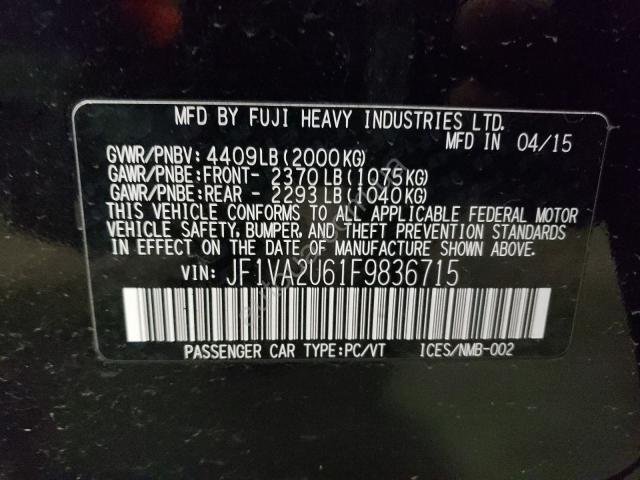 MFD BY FUJI HEAVY INDUSTRIES LTD.
MFD IN 04/15
GVWR/PNBV: 4409LB(2000KG)
GAWR/PNBE:FRONT- 2370LB(1075KG)
GAWR/PNBE:REAR - 2293LB(1040KG)
THIS VEHICLE CONFORMS TO ALL APPLICABLE FEDERAL MOTOR
VEHICLE SAFETY, BUMPER, AND THEFT PREVENTION STANDARDS
IN EFFECT ON THE DATE OF MANUFACTURE SHOWN ABOVE.
VIN: JF1VA2U61F9836715
PASSENGER CAR TYPE:PC/VT 1CES/NMB-002